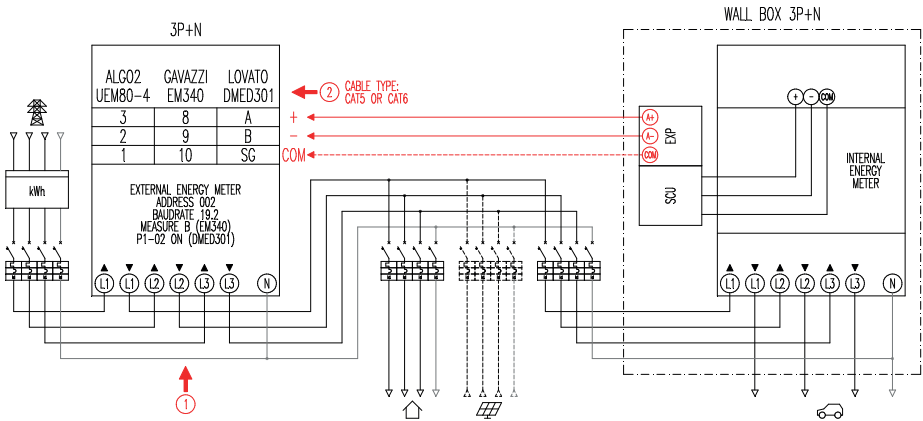 WALL BOX 3P+N
3P+N
ALGO2 GAVAZZI LOVATO
UEM80-4 EM340 DMED301
2 CABLE TYPE:
CAT5 OR CAT6
3 8 A + A+
2 9 B − A-
1 10 SG COM COM
EXP
SCU
+ − COM
INTERNAL
ENERGY
METER
kWh
EXTERNAL ENERGY METER
ADDRESS 002
BAUDRATE 19.2
MEASURE B (EM340)
P1-02 ON (DMED301)
L1 L1 L2 L2 L3 L3 N
L1 L1 L2 L2 L3 L3 N
1